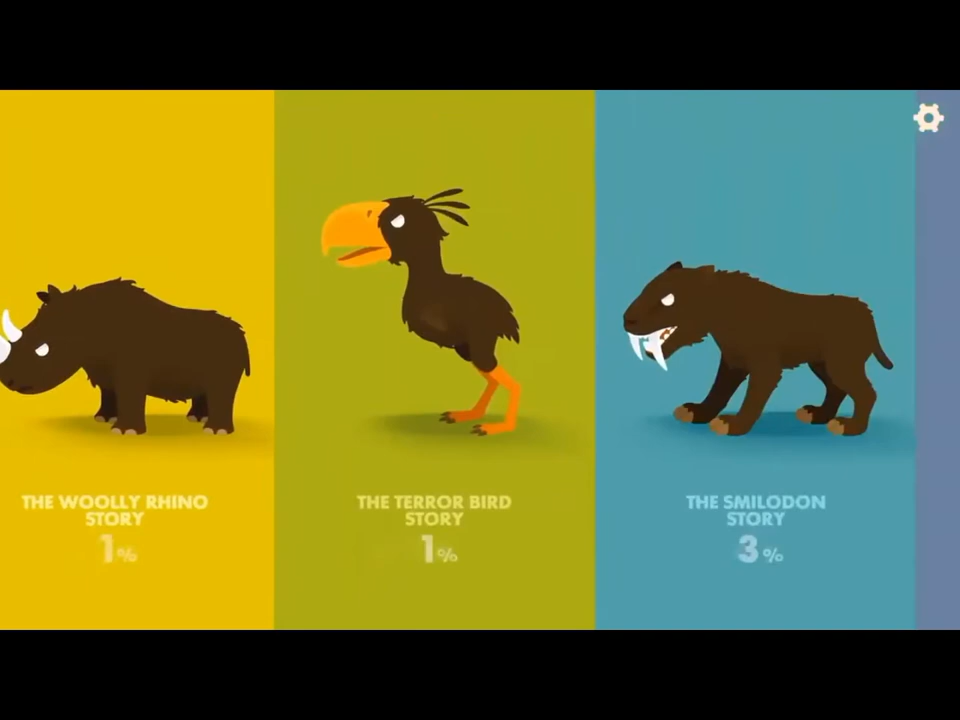 THE WOOLLY RHINO
STORY
1%
THE TERROR BIRD
STORY
1%
THE SMILODON
STORY
3%